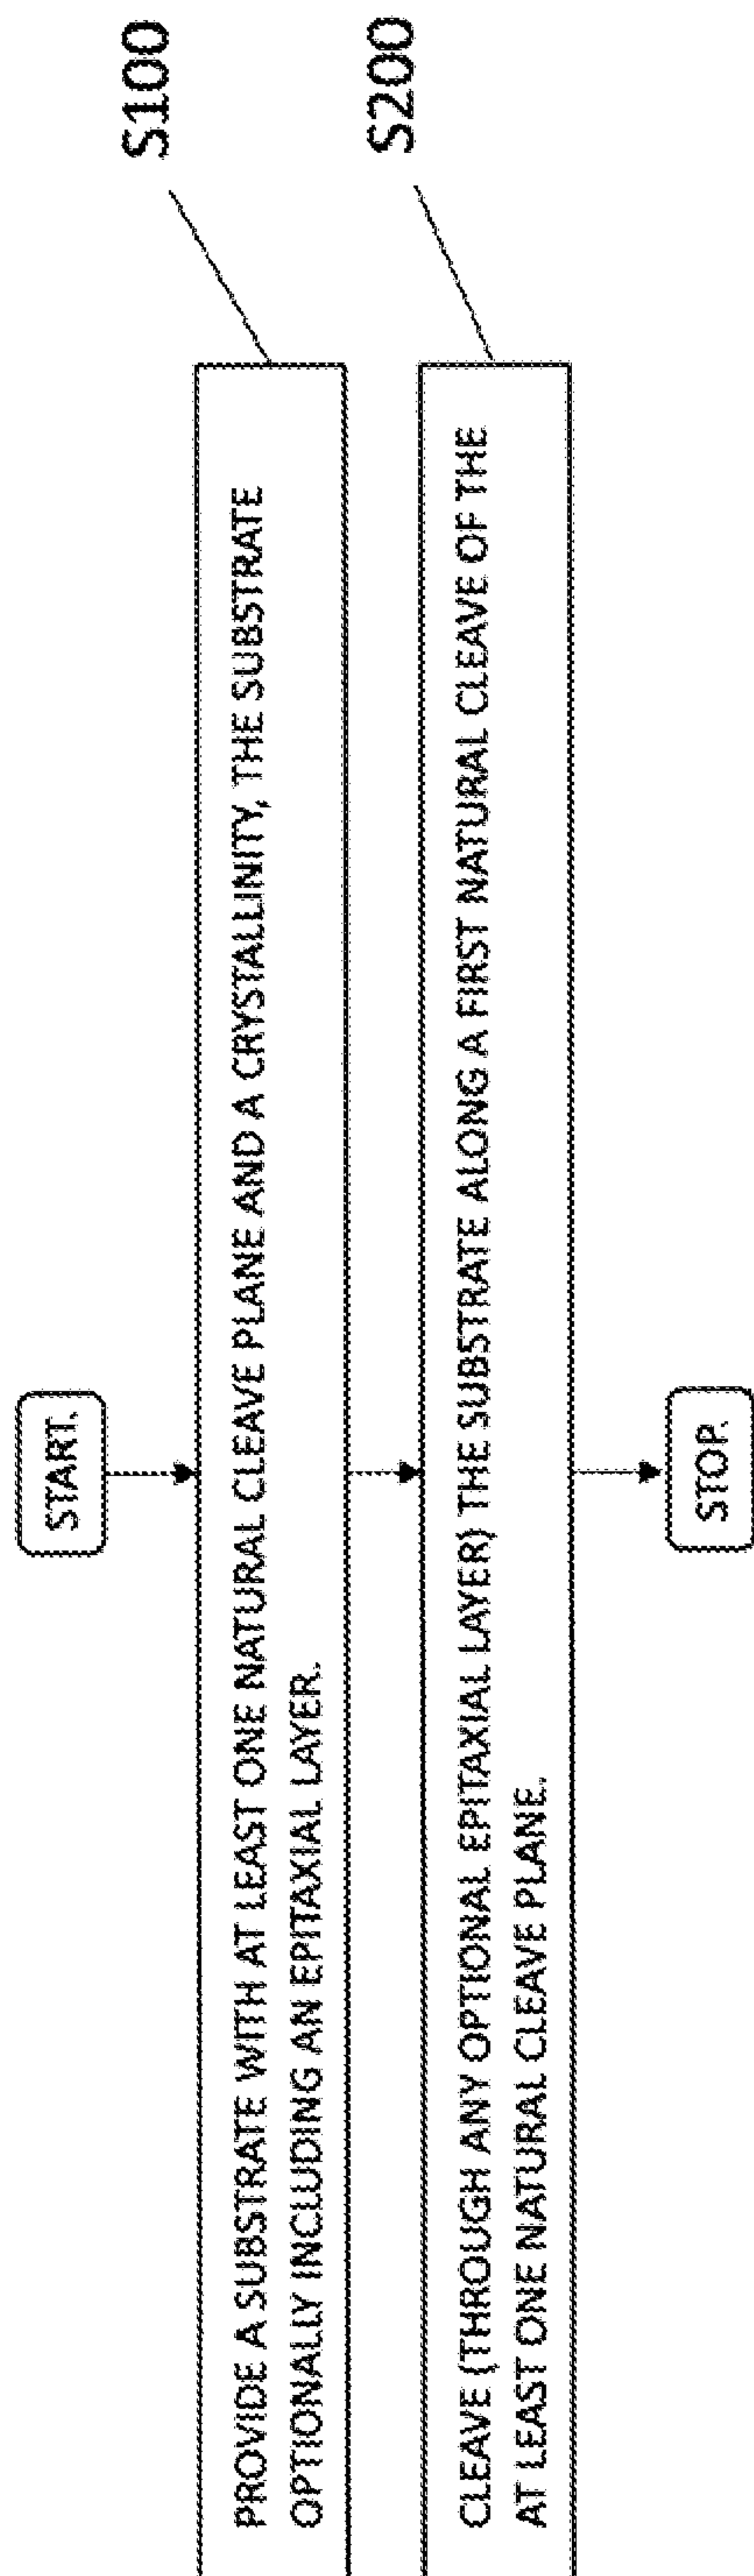 START.
PROVIDE A SUBSTRATE WITH AT LEAST ONE NATURAL CLEAVE PLANE AND A CRYSTALLINITY, THE SUBSTRATE
OPTIONALLY INCLUDING AN EPITAXIAL LAYER.
S100
CLEAVE (THROUGH ANY OPTIONAL EPITAXIAL LAYER) THE SUBSTRATE ALONG A FIRST NATURAL CLEAVE OF THE
AT LEAST ONE NATURAL CLEAVE PLANE.
S200
STOP.